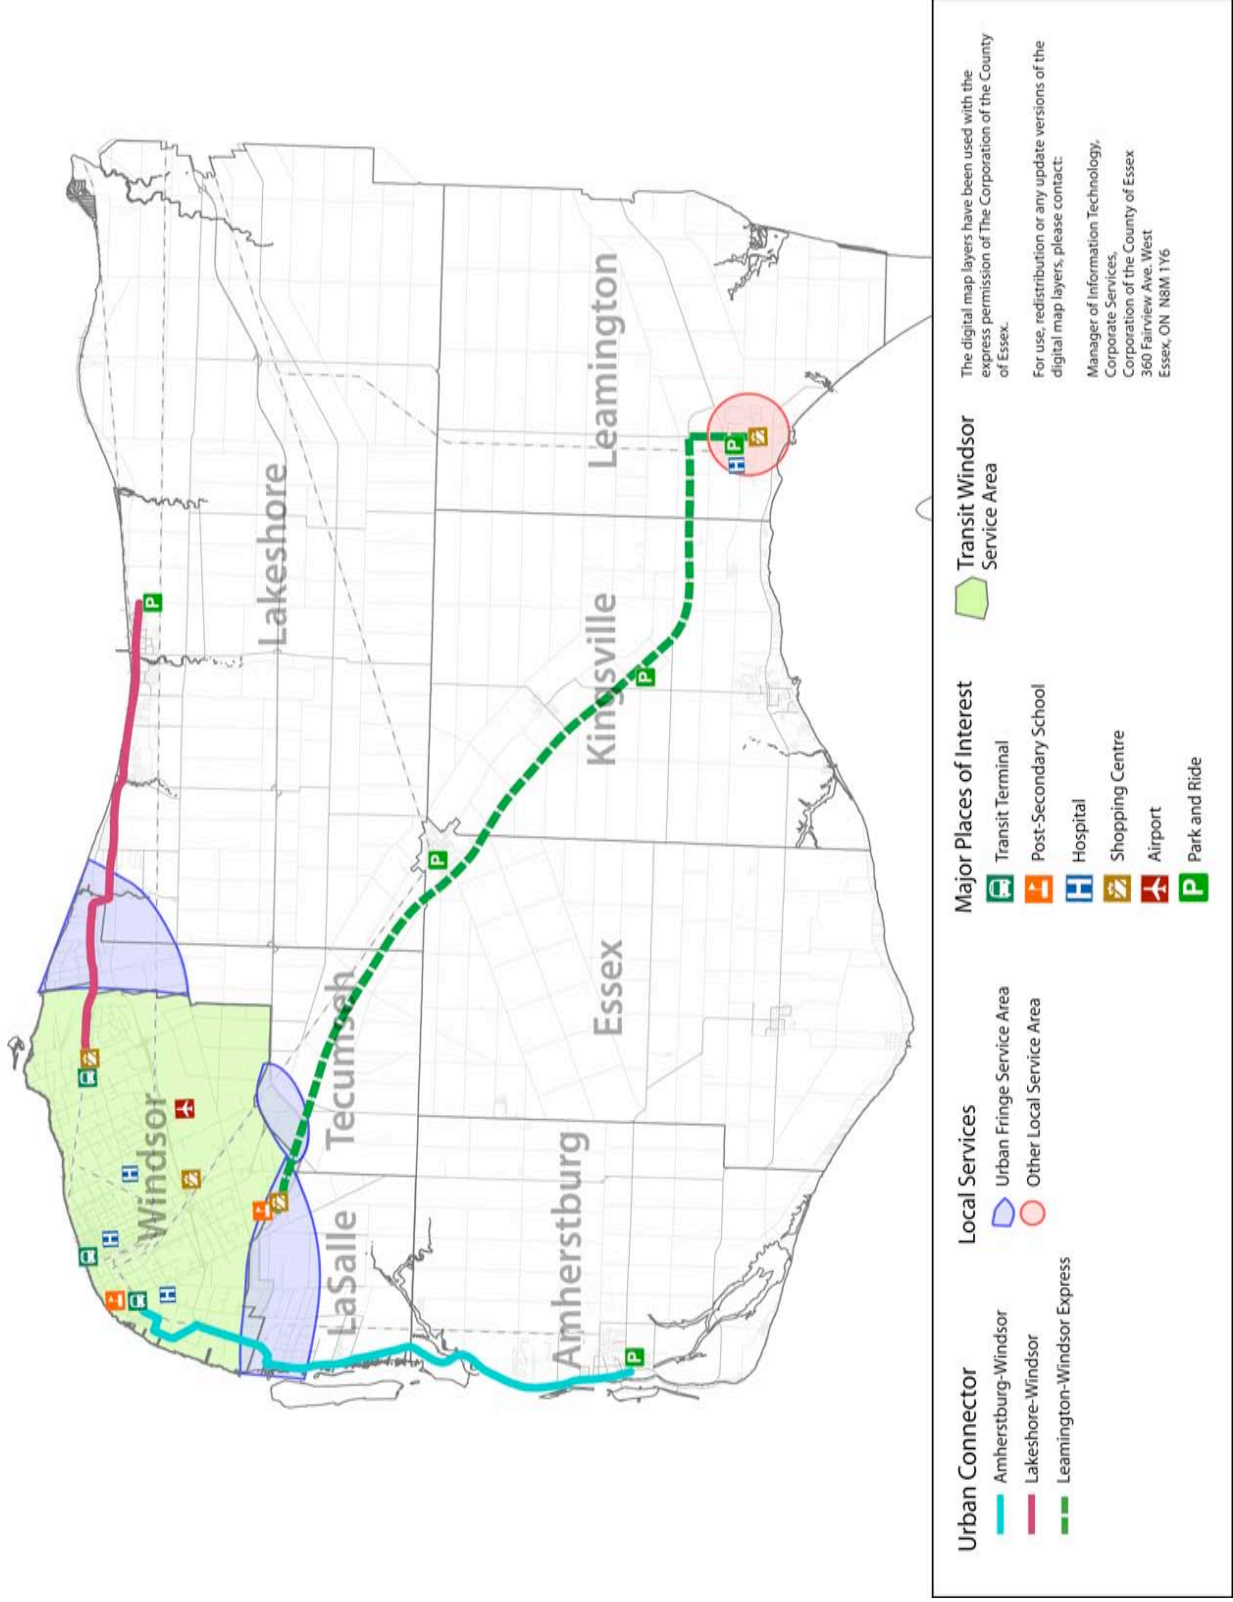 Windsor
Lakeshore
Tecumseh
LaSalle
Leamington
Kingsville
Essex
Amherstburg
P
P
P
P
P
P
H
H
H
H
Urban Connector
Amherstburg-Windsor
Lakeshore-Windsor
Leamington-Windsor Express
Local Services
Urban Fringe Service Area
Other Local Service Area
Major Places of Interest
Transit Terminal
Post-Secondary School
H Hospital
Shopping Centre
Airport
P Park and Ride
Transit Windsor
Service Area
The digital map layers have been used with the
express permission of The Corporation of the County
of Essex.
For use, redistribution or any update versions of the
digital map layers, please contact:
Manager of Information Technology,
Corporate Services,
Corporation of the County of Essex
360 Fairview Ave. West
Essex, ON N8M 1Y6